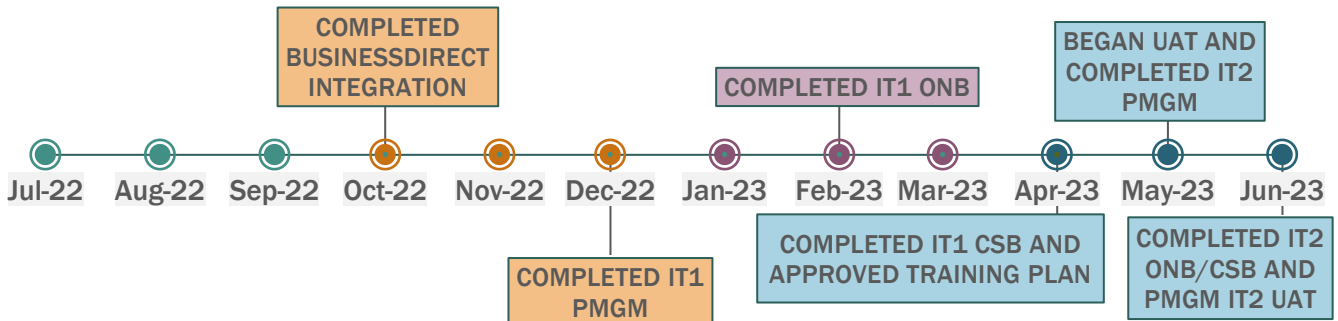 COMPLETED
BUSINESSDIRECT
INTEGRATION
COMPLETED IT1 ONB
BEGAN UAT AND
COMPLETED IT2
PMGM
Jul-22 Aug-22 Sep-22 Oct-22 Nov-22 Dec-22 Jan-23 Feb-23 Mar-23 Apr-23 May-23 Jun-23
COMPLETED IT1
PMGM
COMPLETED IT1 CSB AND
APPROVED TRAINING PLAN
COMPLETED IT2
ONB/CSB AND
PMGM IT2 UAT